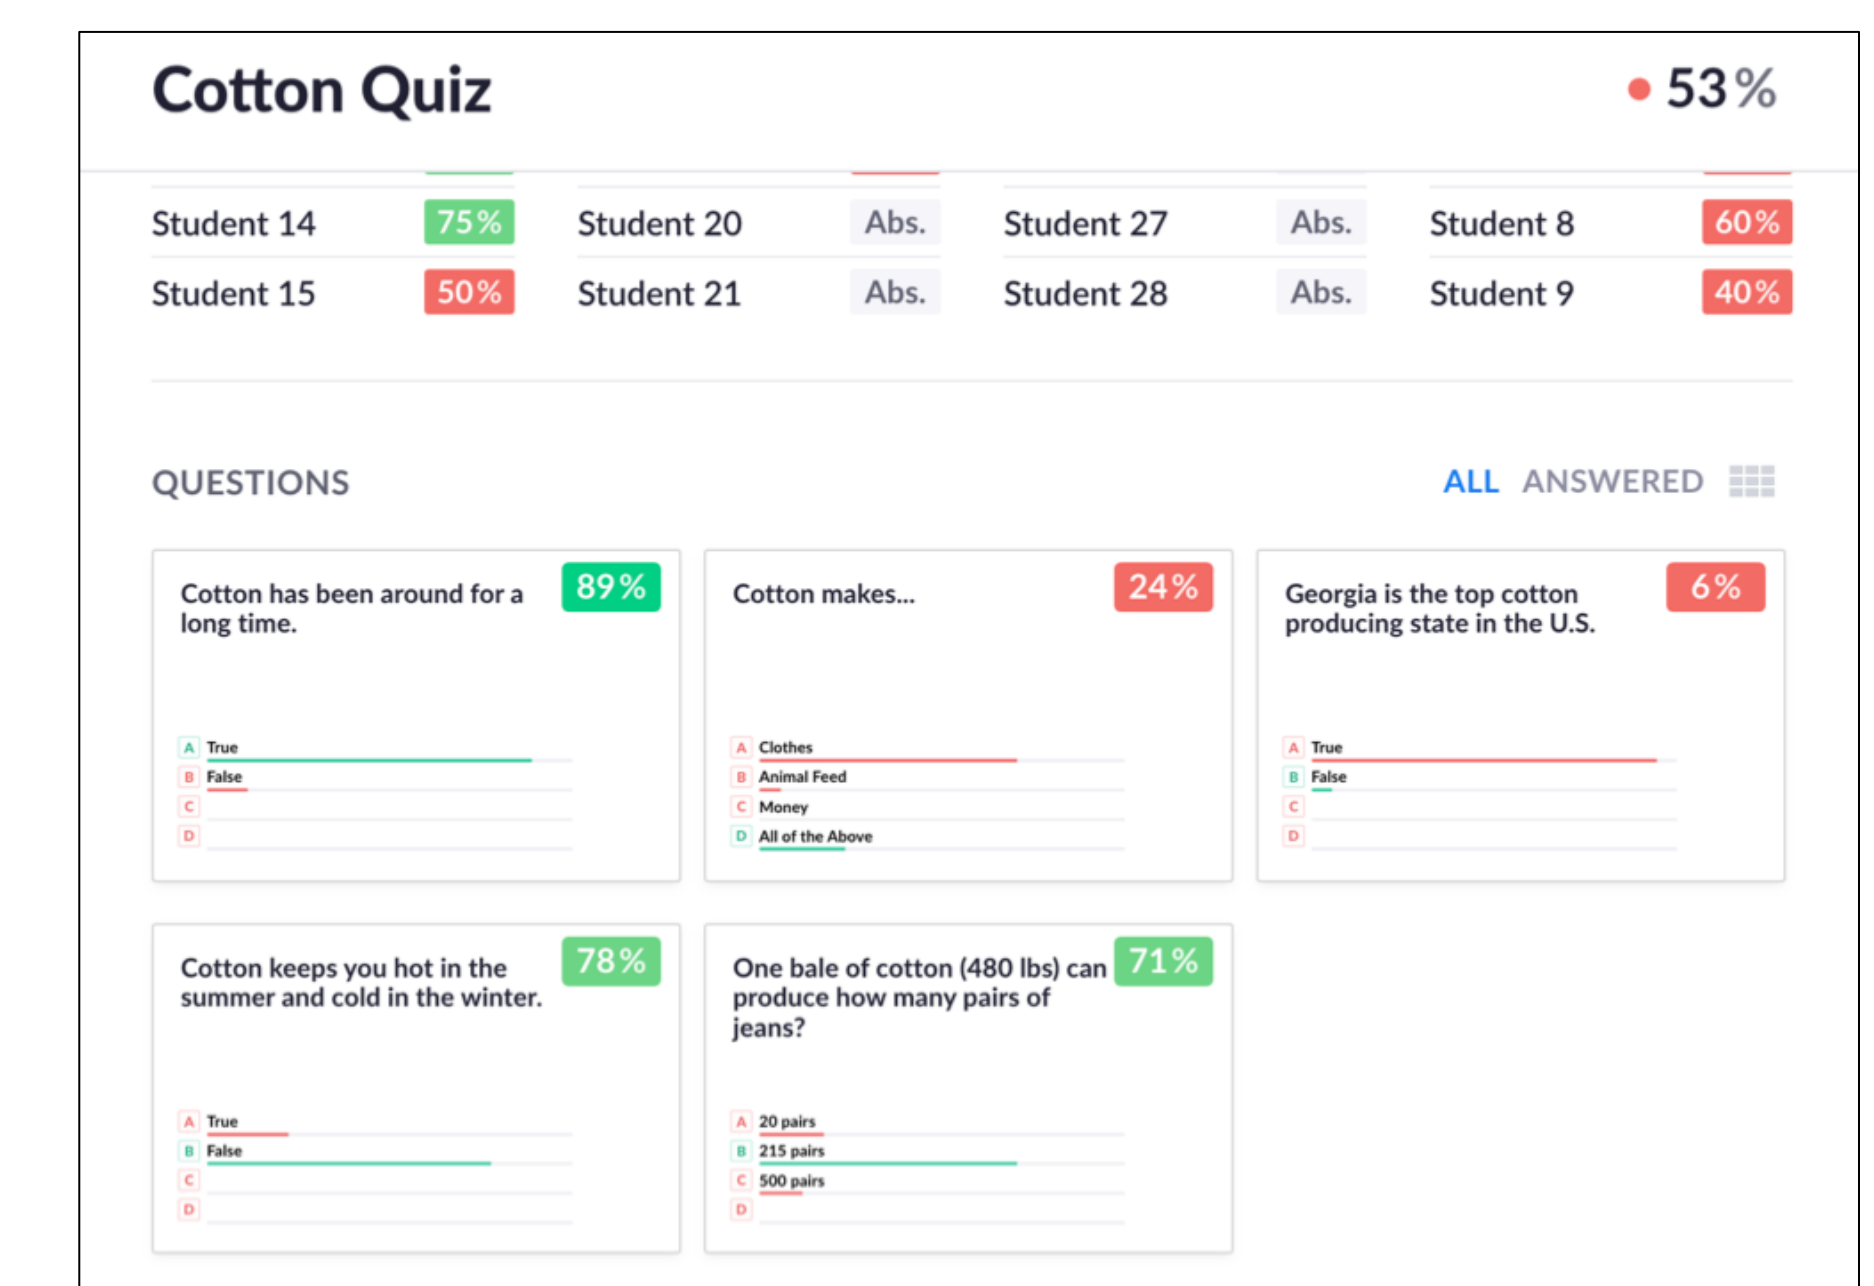 Cotton Quiz
53%
Student 14 75% Student 20 Abs. Student 27 Abs. Student 8 60%
Student 15 50% Student 21 Abs. Student 28 Abs. Student 9 40%
QUESTIONS
ALL ANSWERED
Cotton has been around for a
long time.
89%
A True
B False
C
D
Cotton makes...
24%
A Clothes
B Animal Feed
C Money
D All of the Above
Georgia is the top cotton
producing state in the U.S.
6%
A True
B False
C
D
Cotton keeps you hot in the
summer and cold in the winter.
78%
A True
B False
C
D
One bale of cotton (480 lbs) can
produce how many pairs of
jeans?
71%
A 20 pairs
B 215 pairs
C 500 pairs
D